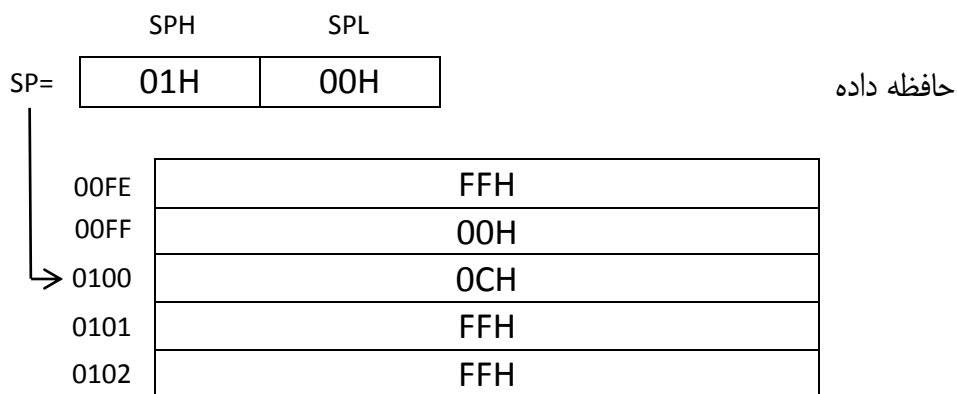 SPH SPL
SP= 01H 00H حافظه داده
00FE FFH
00FF 00H
0100 0CH
0101 FFH
0102 FFH